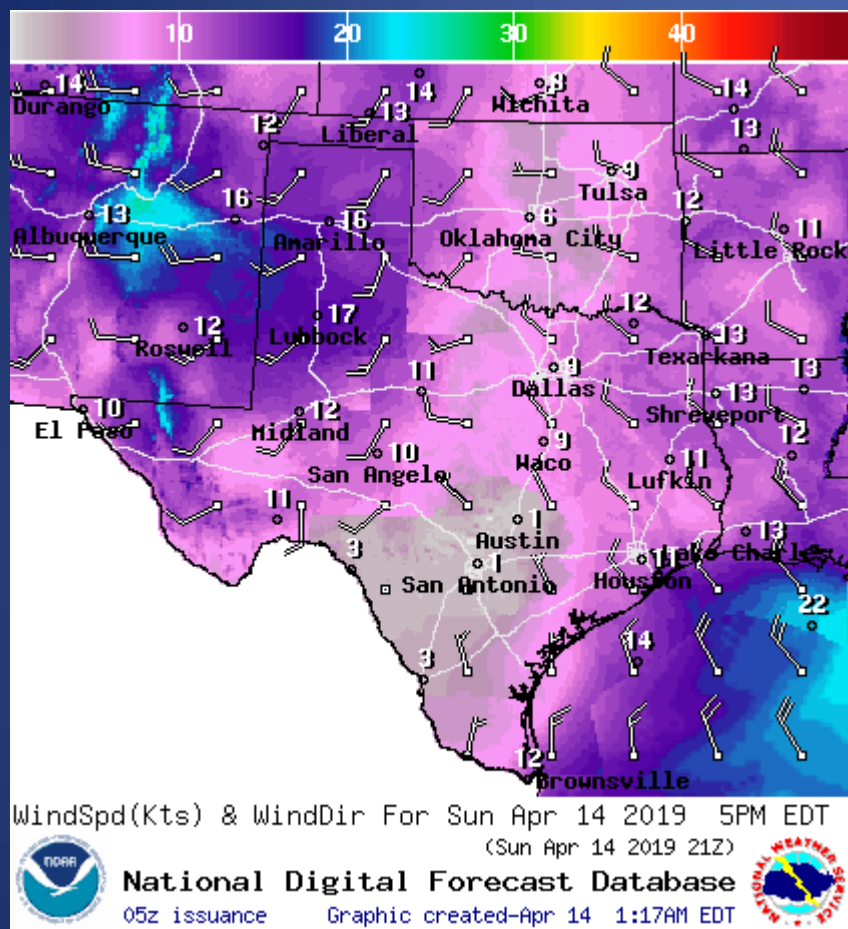 10 20 30 40
14 14 8 14
Durango Liberal Wichita
12 13 13
9
Tulsa
13 16 16 6 12 11
Albuquerque Amarillo Oklahoma City Little Rock
12 17 12 13
Roswell Lubbock Texarkana
9
Dallas
11 13 13
10 12 Shreveport
El Paso Midland 9 12
10 Waco 11
San Angelo Lufkin
11 1 13
Austin Lake Charles
3 1 11
San Antonio Houston
22
14
3
12
Brownsville
WindSpd(Kts) & WindDir For Sun Apr 14 2019 5PM EDT
(Sun Apr 14 2019 21Z)
NOAA
National Digital Forecast Database
05z issuance Graphic created-Apr 14 1:17AM EDT
NATIONAL WEATHER SERVICE